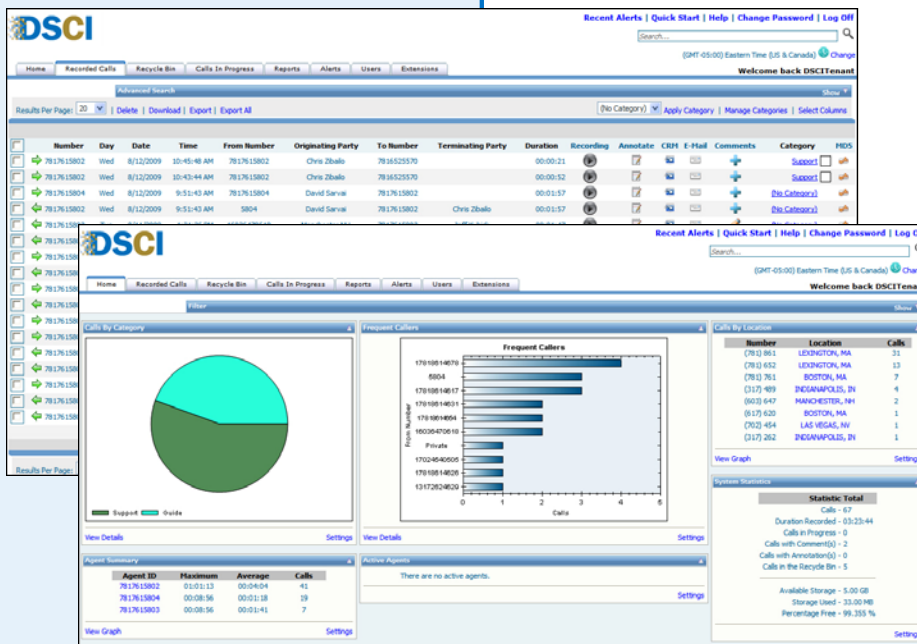 DSCI
Recent Alerts | Quick Start | Help | Change Password | Log Off
Search...
(GMT-05:00) Eastern Time (US & Canada) Change
Home Recorded Calls Recycle Bin Calls In Progress Reports Alerts Users Extensions
Welcome back DSCITenant
Advanced Search Show
Results Per Page: 20 | Delete | Download | Export | Export All (No Category) Apply Category | Manage Categories | Select Columns
Number Day Date Time From Number Originating Party To Number Terminating Party Duration Recording Annotate CRM E-Mail Comments Category MD5
7817615802 Wed 8/12/2009 10:45:48 AM 7817615802 Chris Zibailo 7816525570 00:00:21 Support
7817615802 Wed 8/12/2009 10:43:44 AM 7817615802 Chris Zibailo 7816525570 00:00:52 Support
7817615804 Wed 8/12/2009 9:51:43 AM 7817615804 David Sarvai 7817615802 00:01:57 (No Category)
7817615802 Wed 8/12/2009 9:51:43 AM 5804 David Sarvai 7817615802 Chris Zibailo 00:01:57 (No Category)
Results Per Page:
DSCI
Recent Alerts | Quick Start | Help | Change Password | Log O
Search...
(GMT-05:00) Eastern Time (US & Canada) Chan
Home Recorded Calls Recycle Bin Calls In Progress Reports Alerts Users Extensions
Welcome back DSCITenan
Filter Show
Calls By Category
Support Guide
View Details Settings
Frequent Callers
Frequent Callers
From Number
17818614678
5804
17818614617
17818614631
17818614654
16036470618
Private
17024640605
17818614626
13172624629
0 1 2 3 4 5
Calls
View Details Settings
Calls By Location
Number Location Calls
(781) 861 LEXINGTON, MA 31
(781) 652 LEXINGTON, MA 13
(781) 761 BOSTON, MA 7
(317) 489 INDIANAPOLIS, IN 4
(603) 647 MANCHESTER, NH 2
(617) 620 BOSTON, MA 1
(702) 454 LAS VEGAS, NV 1
(317) 262 INDIANAPOLIS, IN 1
View Graph Setting
System Statistics
Statistic Total
Calls - 67
Duration Recorded - 03:23:44
Calls in Progress - 0
Calls with Comment(s) - 2
Calls with Annotation(s) - 0
Calls in the Recycle Bin - 5
Available Storage - 5.00 GB
Storage Used - 33.00 MB
Percentage Free - 99.355 %
Setting
Agent Summary
Agent ID Maximum Average Calls
7817615802 01:01:13 00:04:04 41
7817615804 00:08:56 00:01:18 19
7817615803 00:08:56 00:01:41 7
View Graph Settings
Active Agents
There are no active agents.
Settings